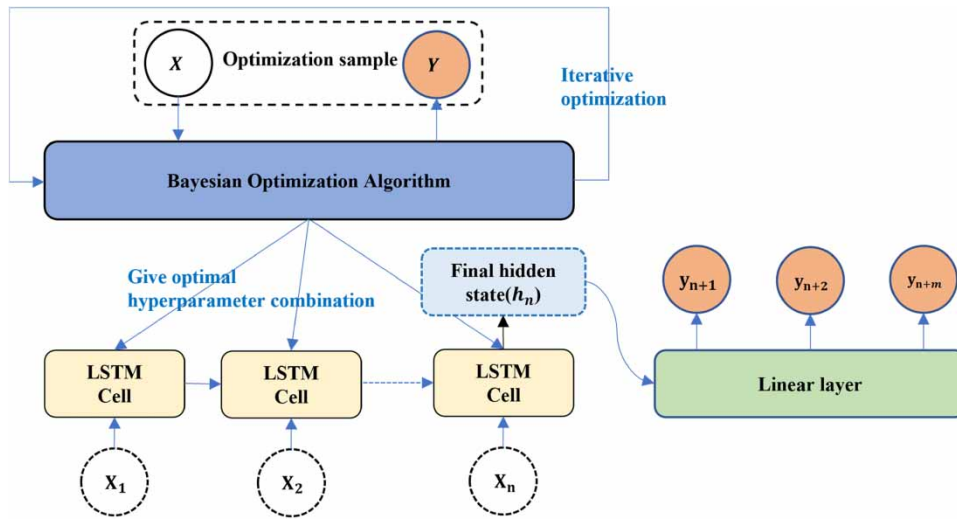 X
Optimization sample
Y
Iterative
optimization
Bayesian Optimization Algorithm
Give optimal
hyperparameter combination
Final hidden
state(hₙ)
yₙ₊₁
yₙ₊₂
yₙ₊ₘ
LSTM
Cell
LSTM
Cell
LSTM
Cell
Linear layer
X₁
X₂
Xₙ